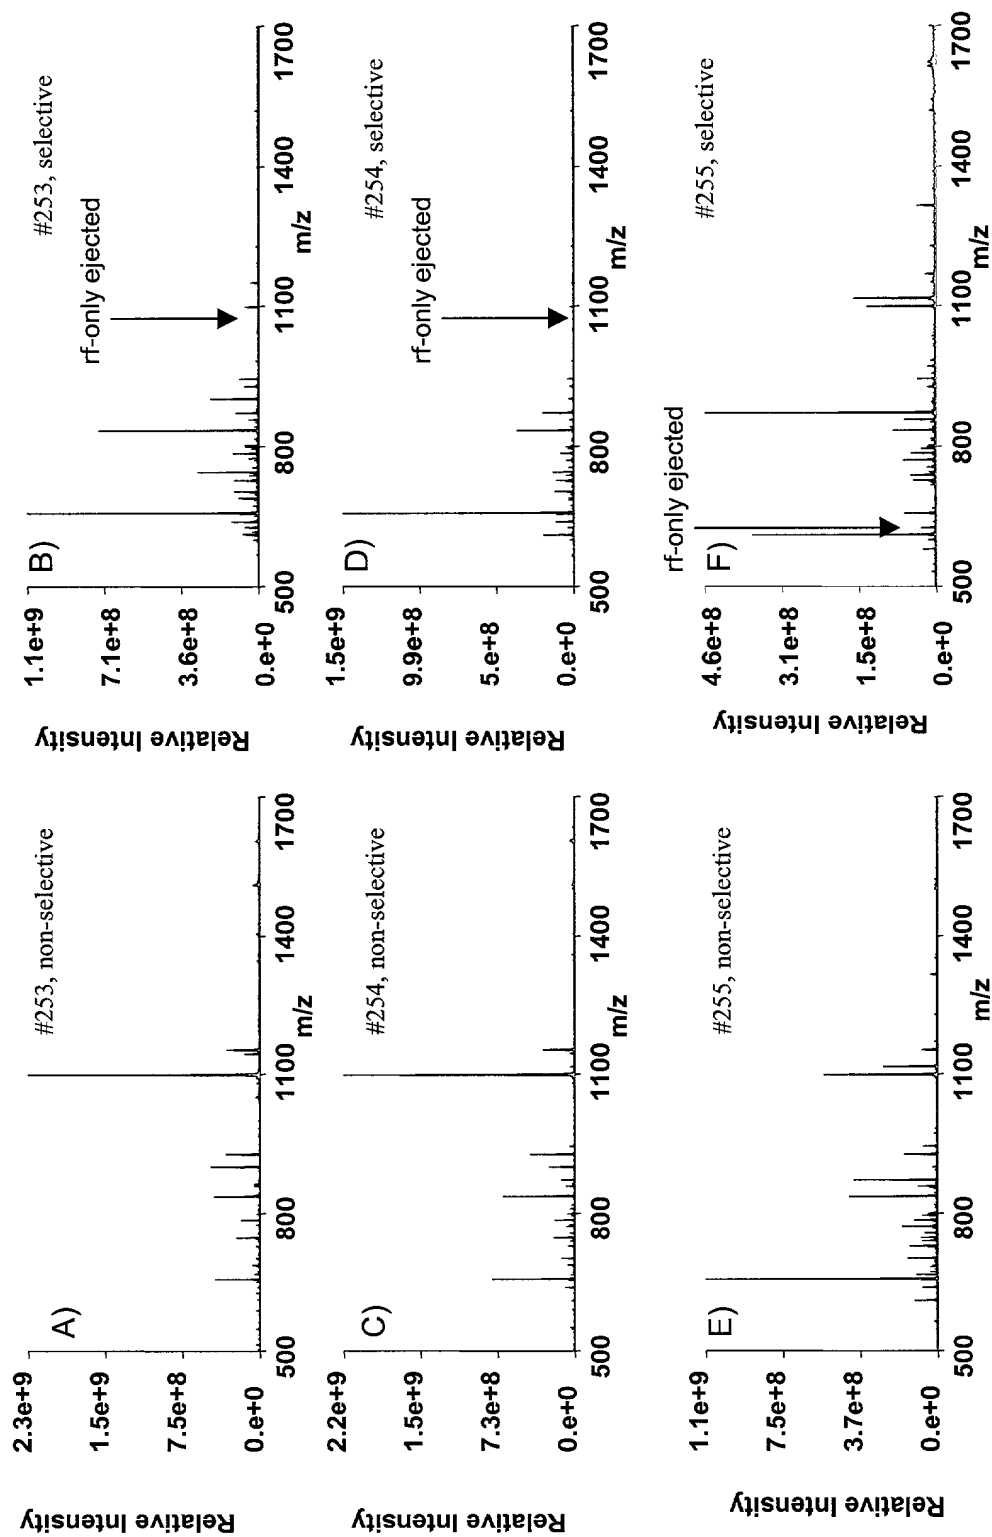 A)
#253, non-selective
Relative Intensity
2.3e+9
1.5e+9
7.5e+8
0.e+0
500
800
1100
1400
1700
m/z
B)
#253, selective
rf-only ejected
Relative Intensity
1.1e+9
7.1e+8
3.6e+8
0.e+0
500
800
1100
1400
1700
m/z
C)
#254, non-selective
Relative Intensity
2.2e+9
1.5e+9
7.3e+8
0.e+0
500
800
1100
1400
1700
m/z
D)
#254, selective
rf-only ejected
Relative Intensity
1.5e+9
9.9e+8
5.e+8
0.e+0
500
800
1100
1400
1700
m/z
E)
#255, non-selective
Relative Intensity
1.1e+9
7.5e+8
3.7e+8
0.e+0
500
800
1100
1400
1700
m/z
F)
#255, selective
rf-only ejected
Relative Intensity
4.6e+8
3.1e+8
1.5e+8
0.e+0
500
800
1100
1400
1700
m/z